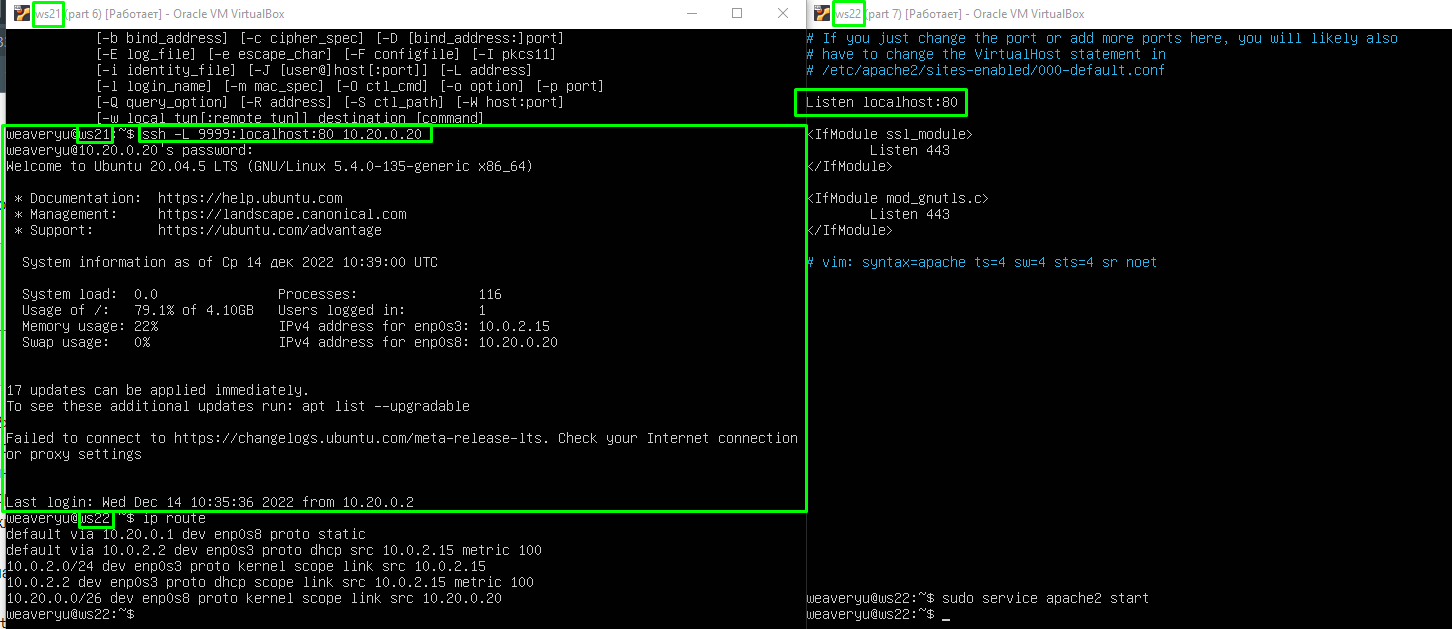 ws21 (part 6) [Работает] - Oracle VM VirtualBox
[-b bind_address] [-c cipher_spec] [-D [bind_address:]port]
[-E log_file] [-e escape_char] [-F configfile] [-I pkcs11]
[-i identity_file] [-J [user@]host[:port]] [-L address]
[-l login_name] [-m mac_spec] [-O ctl_cmd] [-o option] [-p port]
[-Q query_option] [-R address] [-S ctl_path] [-W host:port]
[-w local_tun[:remote_tun]] destination [command]
weaveryu@ws21:~$ ssh -L 9999:localhost:80 10.20.0.20
weaveryu@10.20.0.20's password:
Welcome to Ubuntu 20.04.5 LTS (GNU/Linux 5.4.0-135-generic x86_64)
* Documentation: https://help.ubuntu.com
* Management: https://landscape.canonical.com
* Support: https://ubuntu.com/advantage
System information as of Ср 14 дек 2022 10:39:00 UTC
System load: 0.0 Processes: 116
Usage of /: 79.1% of 4.10GB Users logged in: 1
Memory usage: 22% IPv4 address for enp0s3: 10.0.2.15
Swap usage: 0% IPv4 address for enp0s8: 10.20.0.20
17 updates can be applied immediately.
To see these additional updates run: apt list --upgradable
Failed to connect to https://changelogs.ubuntu.com/meta-release-lts. Check your Internet connection
or proxy settings
Last login: Wed Dec 14 10:35:36 2022 from 10.20.0.2
weaveryu@ws22:~$ ip route
default via 10.20.0.1 dev enp0s8 proto static
default via 10.0.2.2 dev enp0s3 proto dhcp src 10.0.2.15 metric 100
10.0.2.0/24 dev enp0s3 proto kernel scope link src 10.0.2.15
10.0.2.2 dev enp0s3 proto dhcp scope link src 10.0.2.15 metric 100
10.20.0.0/26 dev enp0s8 proto kernel scope link src 10.20.0.20
weaveryu@ws22:~$
ws22 (part 7) [Работает] - Oracle VM VirtualBox
# If you just change the port or add more ports here, you will likely also
# have to change the VirtualHost statement in
# /etc/apache2/sites-enabled/000-default.conf
Listen localhost:80
<IfModule ssl_module>
Listen 443
</IfModule>
<IfModule mod_gnutls.c>
Listen 443
</IfModule>
# vim: syntax=apache ts=4 sw=4 sts=4 sr noet
weaveryu@ws22:~$ sudo service apache2 start
weaveryu@ws22:~$ _